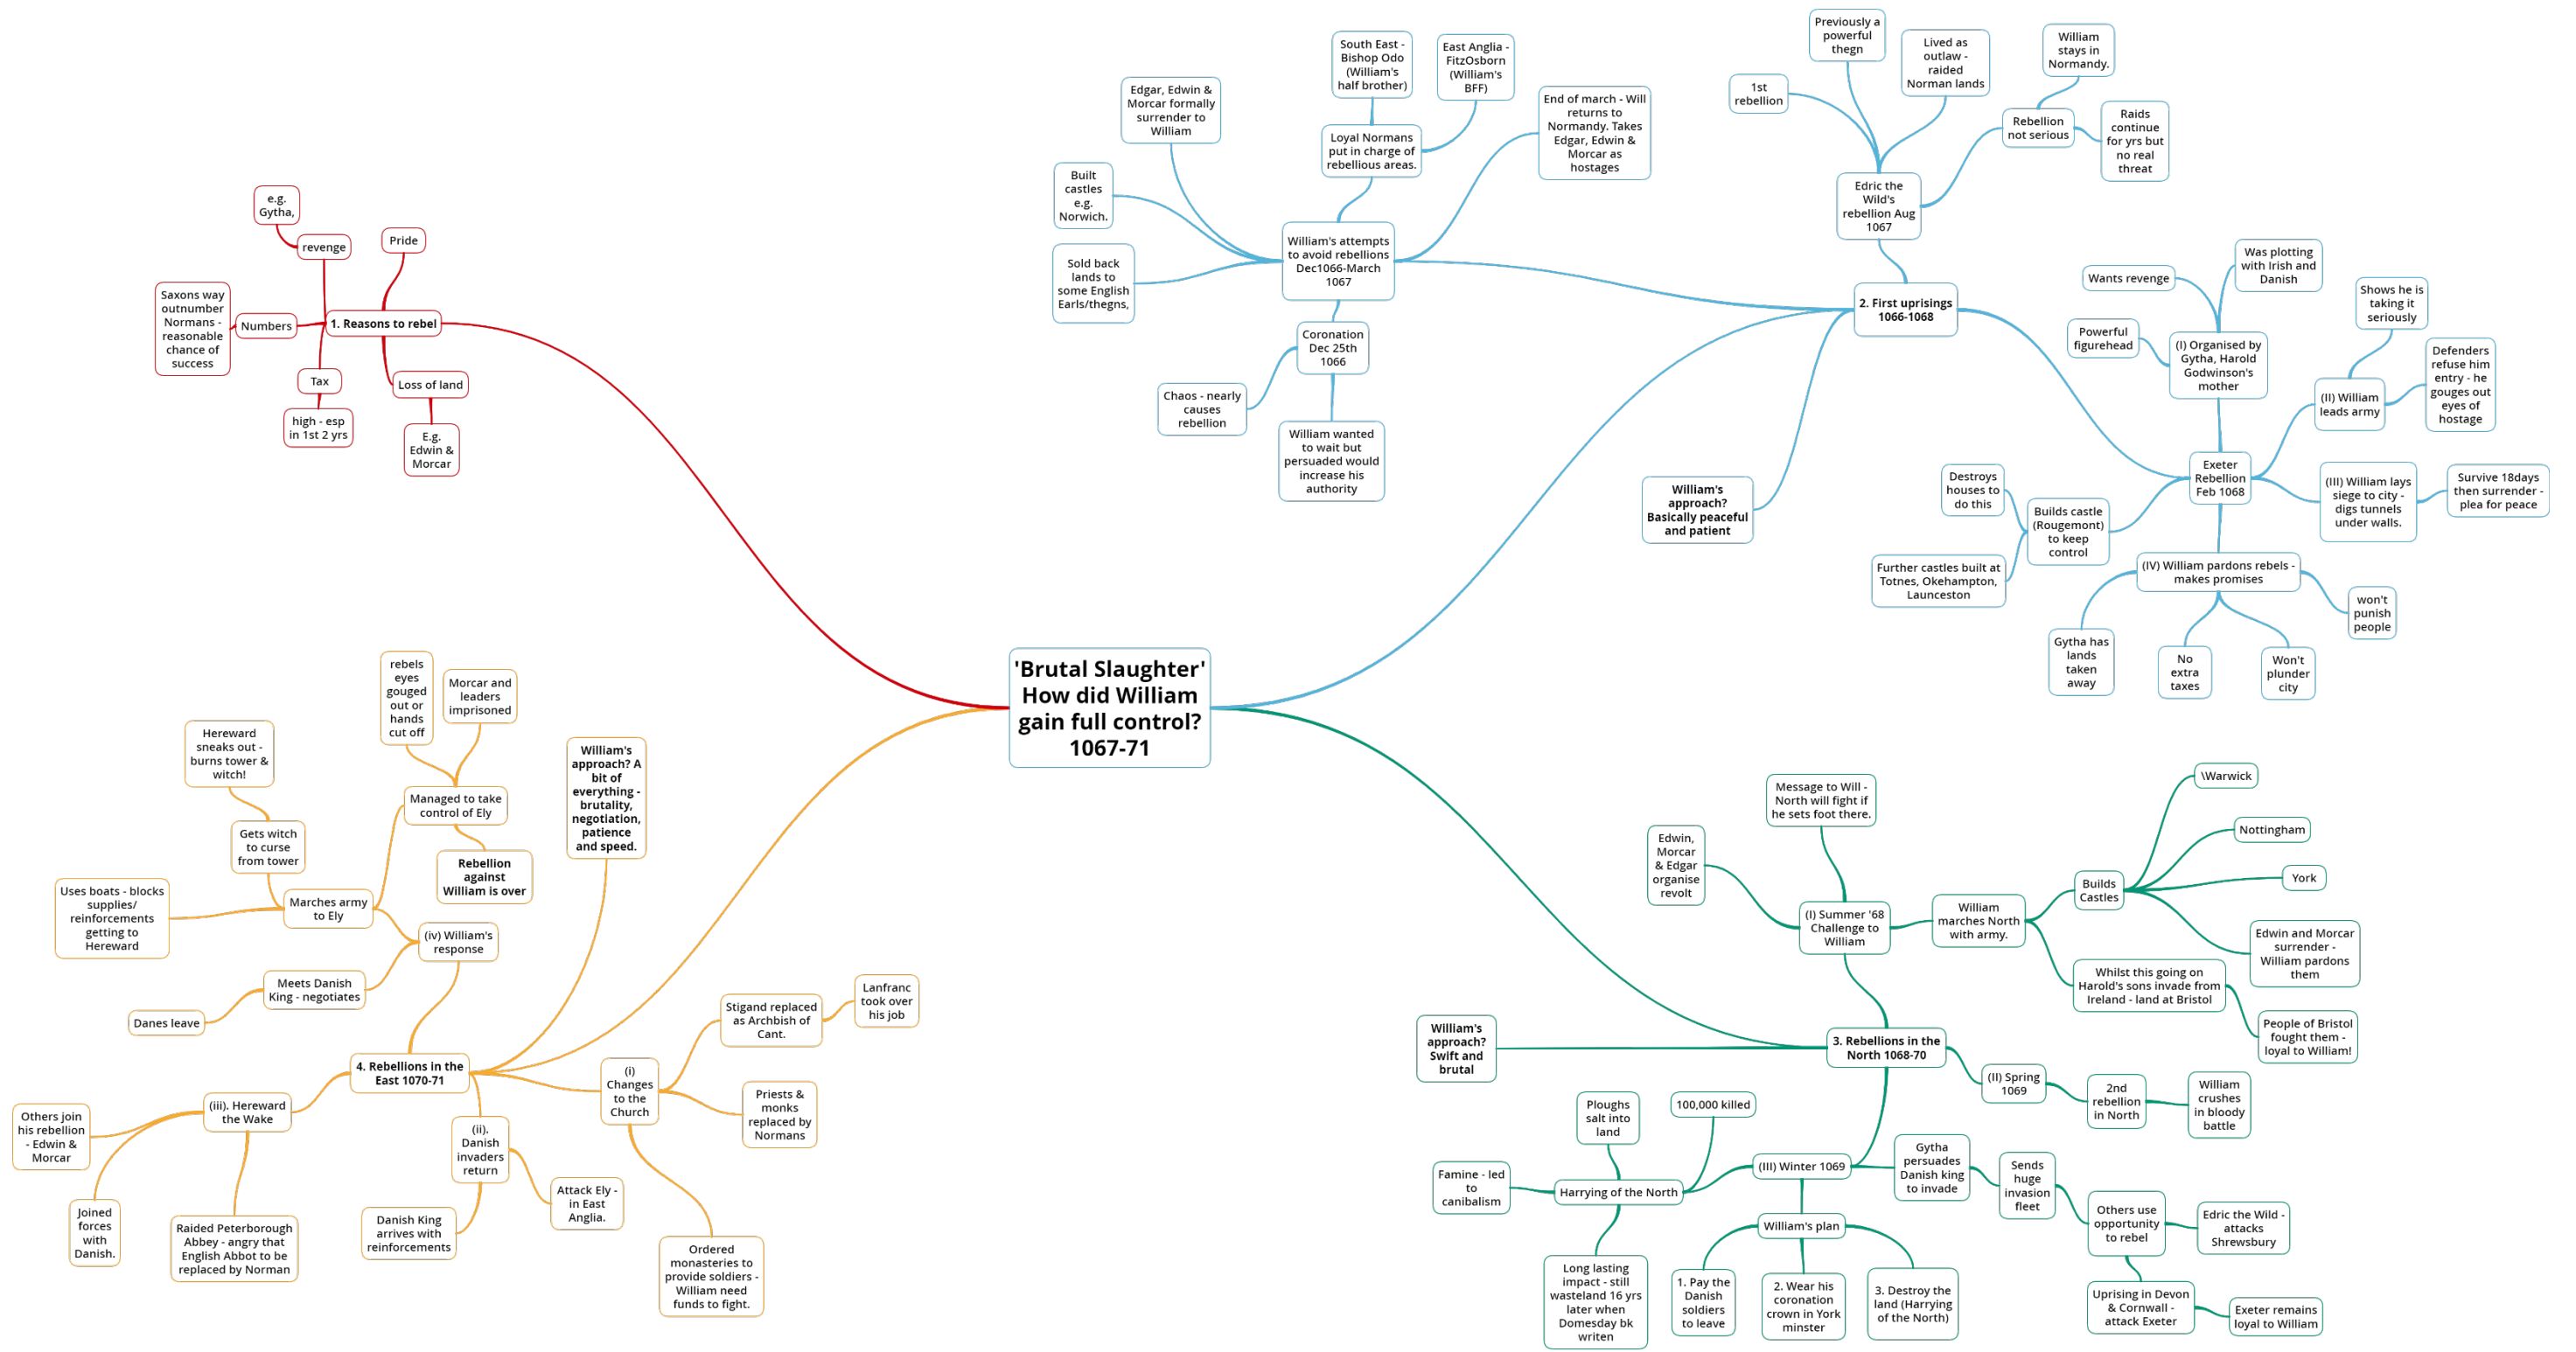 'Brutal Slaughter'
How did William
gain full control?
1067-71
1. Reasons to rebel
e.g.
Gytha,
revenge
Pride
Saxons way
outnumber
Normans -
reasonable
chance of
success
Numbers
Tax
high - esp
in 1st 2 yrs
Loss of land
E.g.
Edwin &
Morcar
2. First uprisings
1066-1068
William's attempts
to avoid rebellions
Dec1066-March
1067
Sold back
lands to
some English
Earls/thegns,
Built
castles
e.g.
Norwich.
Edgar, Edwin &
Morcar formally
surrender to
William
Loyal Normans
put in charge of
rebellious areas.
South East -
Bishop Odo
(William's
half brother)
East Anglia -
FitzOsborn
(William's
BFF)
End of march - Will
returns to
Normandy. Takes
Edgar, Edwin &
Morcar as
hostages
Coronation
Dec 25th
1066
Chaos - nearly
causes
rebellion
William wanted
to wait but
persuaded would
increase his
authority
Edric the
Wild's
rebellion Aug
1067
1st
rebellion
Previously a
powerful
thegn
Lived as
outlaw -
raided
Norman lands
Rebellion
not serious
William
stays in
Normandy.
Raids
continue
for yrs but
no real
threat
Exeter
Rebellion
Feb 1068
(I) Organised by
Gytha, Harold
Godwinson's
mother
Powerful
figurehead
Wants revenge
Was plotting
with Irish and
Danish
(II) William
leads army
Shows he is
taking it
seriously
Defenders
refuse him
entry - he
gouges out
eyes of
hostage
(III) William lays
siege to city -
digs tunnels
under walls.
Survive 18days
then surrender -
plea for peace
(IV) William pardons rebels -
makes promises
Gytha has
lands
taken
away
No
extra
taxes
Won't
plunder
city
won't
punish
people
Builds castle
(Rougemont)
to keep
control
Destroys
houses to
do this
Further castles built at
Totnes, Okehampton,
Launceston
William's
approach?
Basically peaceful
and patient
3. Rebellions in the
North 1068-70
(I) Summer '68
Challenge to
William
Edwin,
Morcar
& Edgar
organise
revolt
Message to Will -
North will fight if
he sets foot there.
William
marches North
with army.
Builds
Castles
\Warwick
Nottingham
York
Edwin and Morcar
surrender -
William pardons
them
Whilst this going on
Harold's sons invade from
Ireland - land at Bristol
People of Bristol
fought them -
loyal to William!
(II) Spring
1069
2nd
rebellion
in North
William
crushes
in bloody
battle
(III) Winter 1069
Gytha
persuades
Danish king
to invade
Sends
huge
invasion
fleet
Others use
opportunity
to rebel
Edric the Wild -
attacks
Shrewsbury
Uprising in Devon
& Cornwall -
attack Exeter
Exeter remains
loyal to William
William's plan
1. Pay the
Danish
soldiers
to leave
2. Wear his
coronation
crown in York
minster
3. Destroy the
land (Harrying
of the North)
Harrying of the North
100,000 killed
Ploughs
salt into
land
Famine - led
to
canibalism
Long lasting
impact - still
wasteland 16 yrs
later when
Domesday bk
writen
William's
approach?
Swift and
brutal
4. Rebellions in the
East 1070-71
(i)
Changes
to the
Church
Stigand replaced
as Archbish of
Cant.
Lanfranc
took over
his job
Priests &
monks
replaced by
Normans
Ordered
monasteries to
provide soldiers -
William need
funds to fight.
(ii).
Danish
invaders
return
Attack Ely -
in East
Anglia.
Danish King
arrives with
reinforcements
(iii). Hereward
the Wake
Others join
his rebellion
- Edwin &
Morcar
Joined
forces
with
Danish.
Raided Peterborough
Abbey - angry that
English Abbot to be
replaced by Norman
(iv) William's
response
Meets Danish
King - negotiates
Danes leave
Marches army
to Ely
Uses boats - blocks
supplies/
reinforcements
getting to
Hereward
Gets witch
to curse
from tower
Hereward
sneaks out -
burns tower &
witch!
Managed to take
control of Ely
rebels
eyes
gouged
out or
hands
cut off
Morcar and
leaders
imprisoned
Rebellion
against
William is over
William's
approach? A
bit of
everything -
brutality,
negotiation,
patience
and speed.